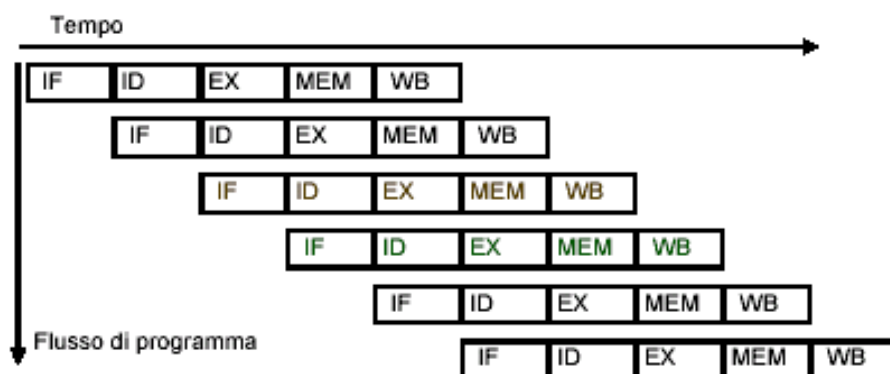 Tempo
IF ID EX MEM WB
IF ID EX MEM WB
IF ID EX MEM WB
IF ID EX MEM WB
IF ID EX MEM WB
Flusso di programma
IF ID EX MEM WB